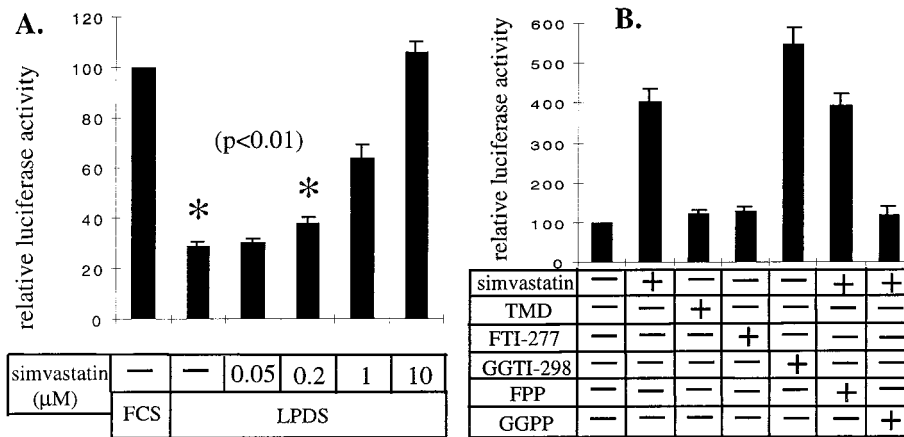 A.
relative luciferase activity
120
100
80
60
40
20
0
(p<0.01)
* *
simvastatin (μM) — — 0.05 0.2 1 10
FCS LPDS
B.
relative luciferase activity
600
500
400
300
200
100
0
simvastatin — + — — — + +
TMD — — + — — — —
FTI-277 — — — + — — —
GGTI-298 — — — — + — —
FPP — — — — — + —
GGPP — — — — — — +